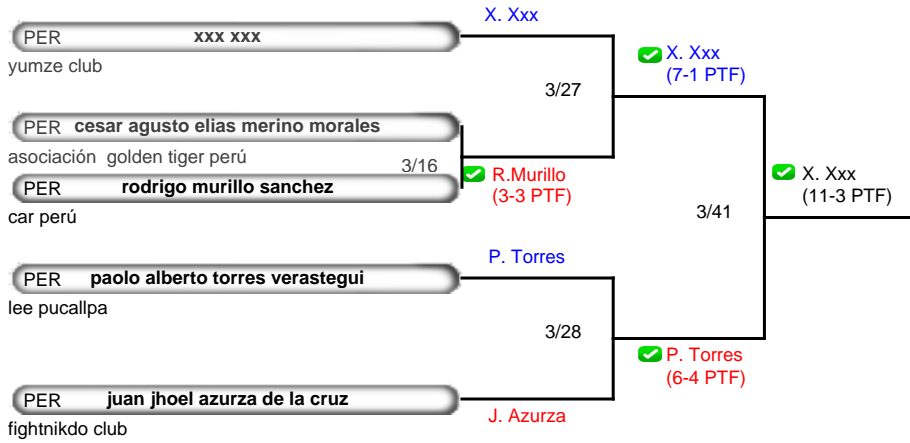 X. Xxx
PER xxx xxx
yumze club
X. Xxx
(7-1 PTF)
3/27
PER cesar agusto elias merino morales
asociación golden tiger perú
3/16
R.Murillo
(3-3 PTF)
X. Xxx
(11-3 PTF)
PER rodrigo murillo sanchez
car perú
3/41
P. Torres
PER paolo alberto torres verastegui
lee pucallpa
3/28
P. Torres
(6-4 PTF)
PER juan jhoel azurza de la cruz
J. Azurza
fightnikdo club